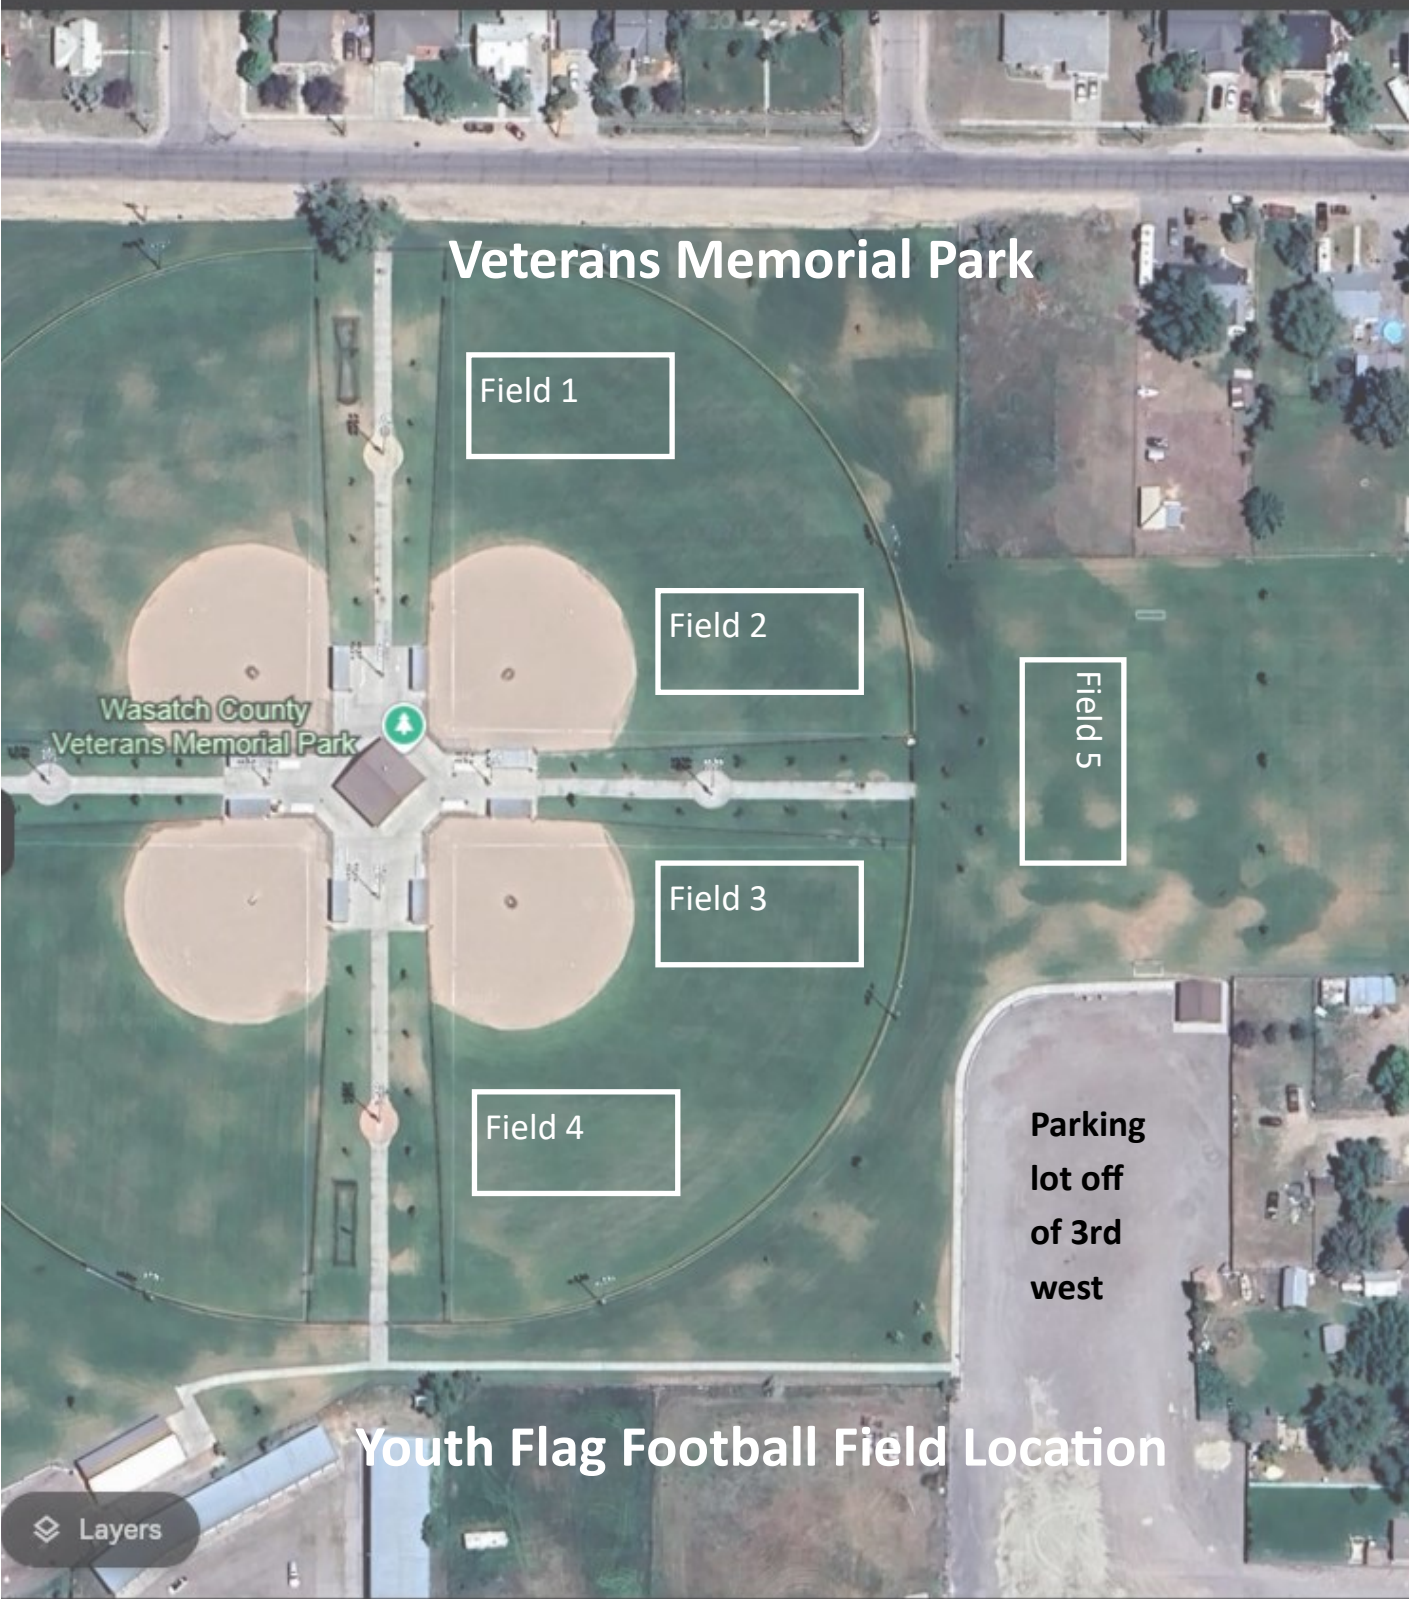 Veterans Memorial Park
Field 1
Field 2
Field 5
Wasatch County
Veterans Memorial Park
Field 3
Field 4
Parking
lot off
of 3rd
west
Youth Flag Football Field Location
Layers